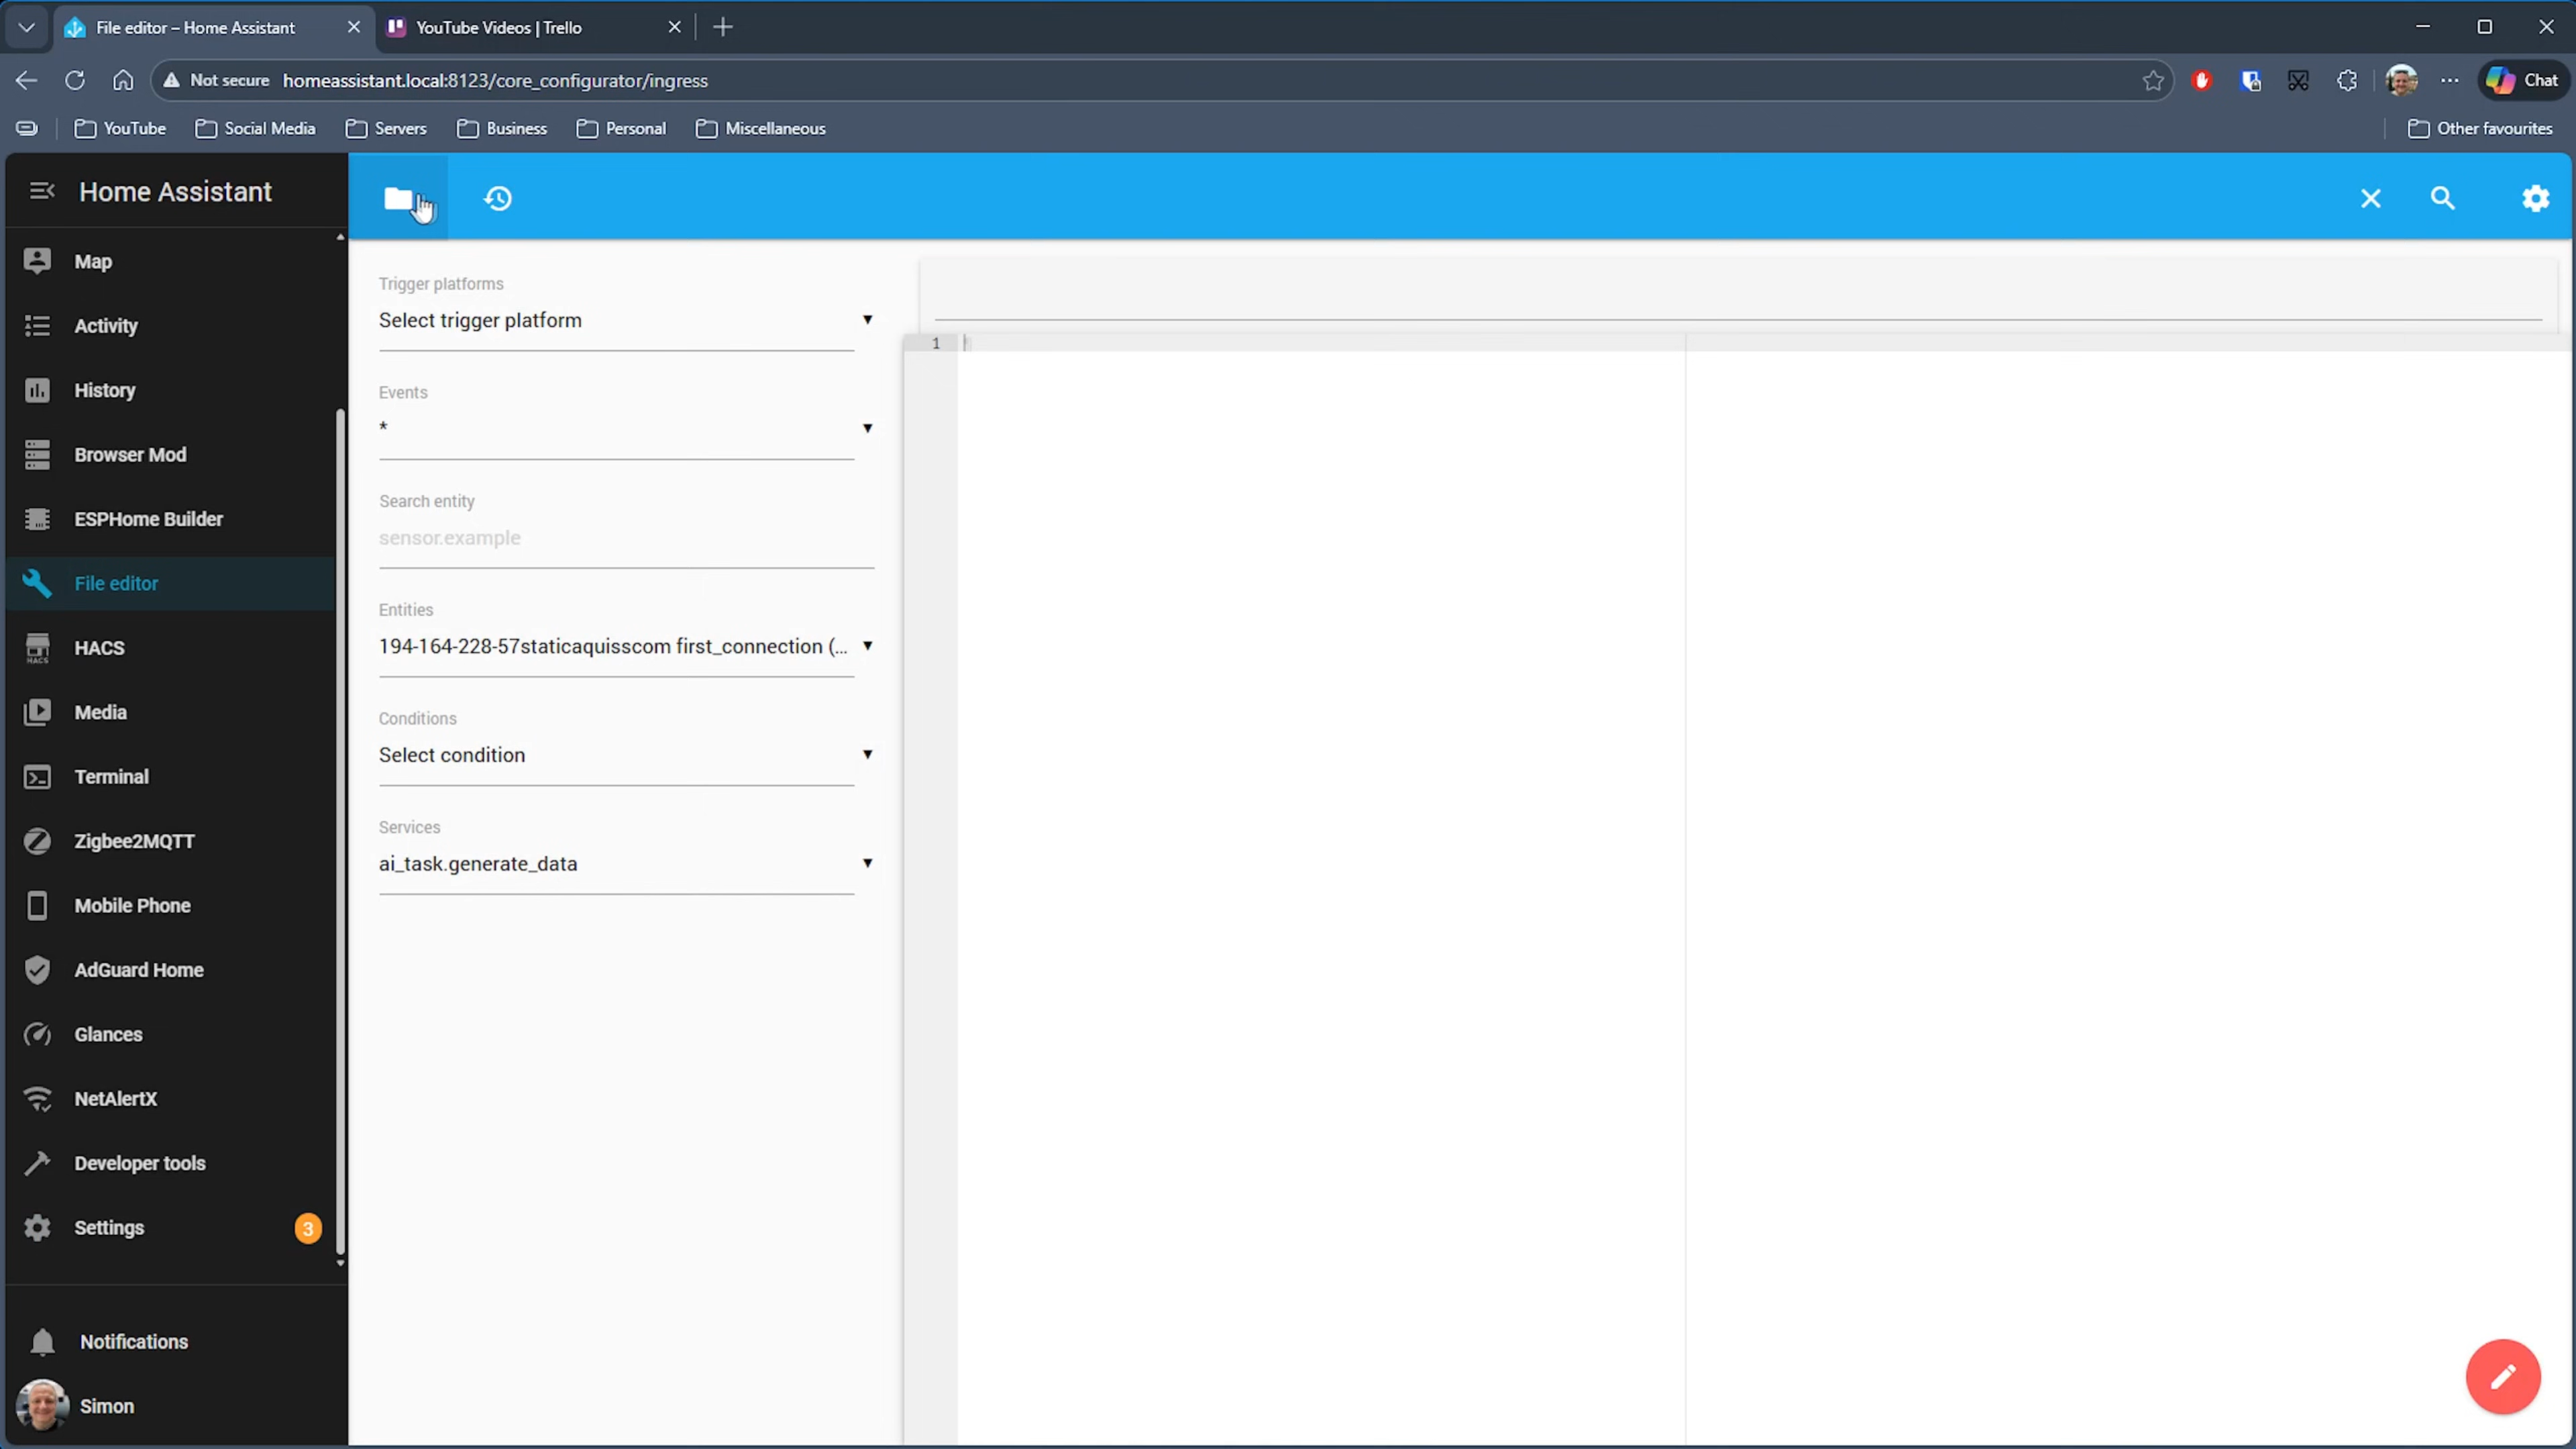 File editor – Home Assistant
YouTube Videos | Trello
Not secure
homeassistant.local:8123/core_configurator/ingress
Chat
YouTube
Social Media
Servers
Business
Personal
Miscellaneous
Other favourites
Home Assistant
Map
Activity
History
Browser Mod
ESPHome Builder
File editor
HACS
HACS
Media
Terminal
Zigbee2MQTT
Mobile Phone
AdGuard Home
Glances
NetAlertX
Developer tools
Settings
3
Notifications
Simon
Trigger platforms
Select trigger platform
Events
*
Search entity
sensor.example
Entities
194-164-228-57staticaquisscom first_connection (...
Conditions
Select condition
Services
ai_task.generate_data
1